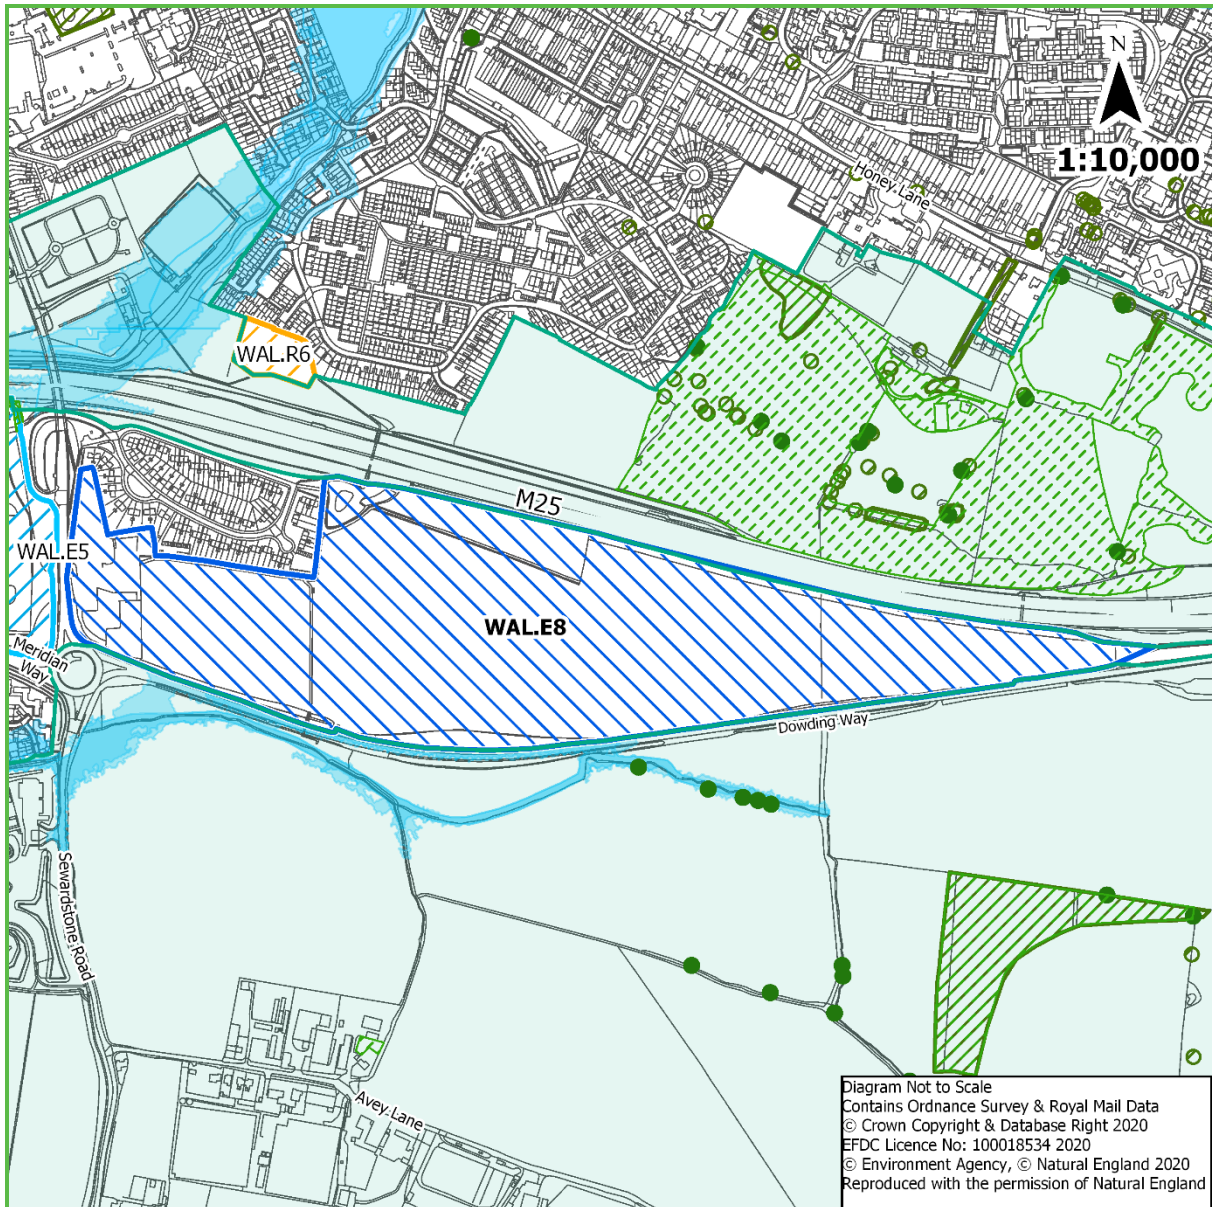 N
1:10,000
Honey Lane
WAL.R6
M25
WAL.E5
WAL.E8
Meridian
Way
Dowding Way
Sewardstone Road
Avey Lane
Diagram Not to Scale
Contains Ordnance Survey & Royal Mail Data
© Crown Copyright & Database Right 2020
EFDC Licence No: 100018534 2020
© Environment Agency, © Natural England 2020
Reproduced with the permission of Natural England